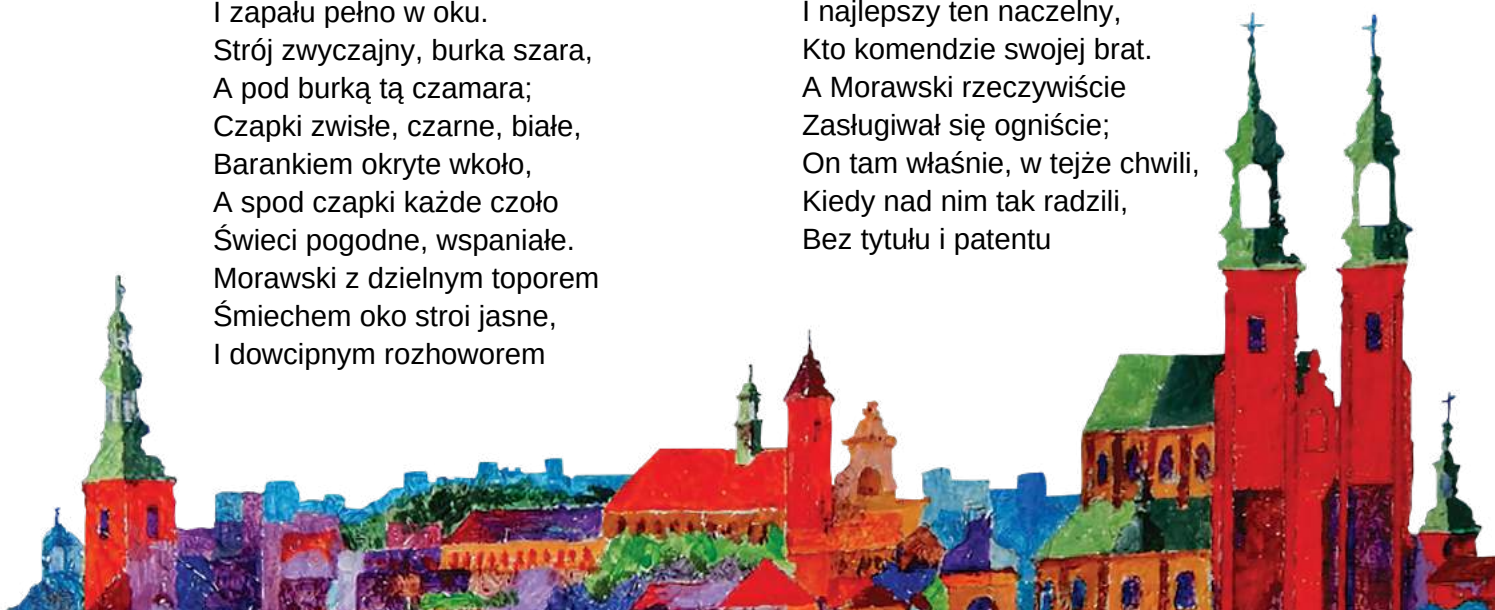 I zapału pełno w oku.
Strój zwyczajny, burka szara,
A pod burką tą czamara;
Czapki zwisłe, czarne, białe,
Barankiem okryte wkoło,
A spod czapki każde czoło
Świeci pogodne, wspaniałe.
Morawski z dzielnym toporem
Śmiechem oko stroi jasne,
I dowcipnym rozhoworem
I najlepszy ten naczelny,
Kto komendzie swojej brat.
A Morawski rzeczywiście
Zasługiwał się ogniście;
On tam właśnie, w tejże chwili,
Kiedy nad nim tak radzili,
Bez tytułu i patentu